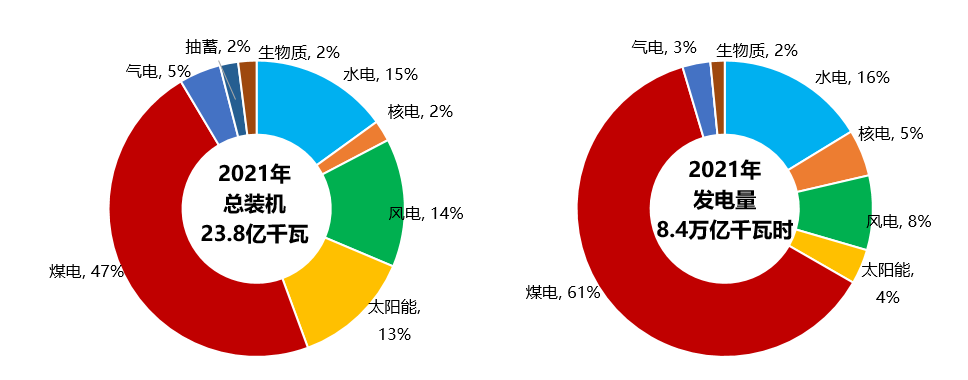 抽蓄, 2%
生物质, 2%
气电, 5%
水电, 15%
核电, 2%
2021年
总装机
23.8亿千瓦
风电, 14%
煤电, 47%
太阳能,
13%
气电, 3%
生物质, 2%
水电, 16%
核电, 5%
2021年
发电量
8.4万亿千瓦时
风电, 8%
太阳能,
4%
煤电, 61%